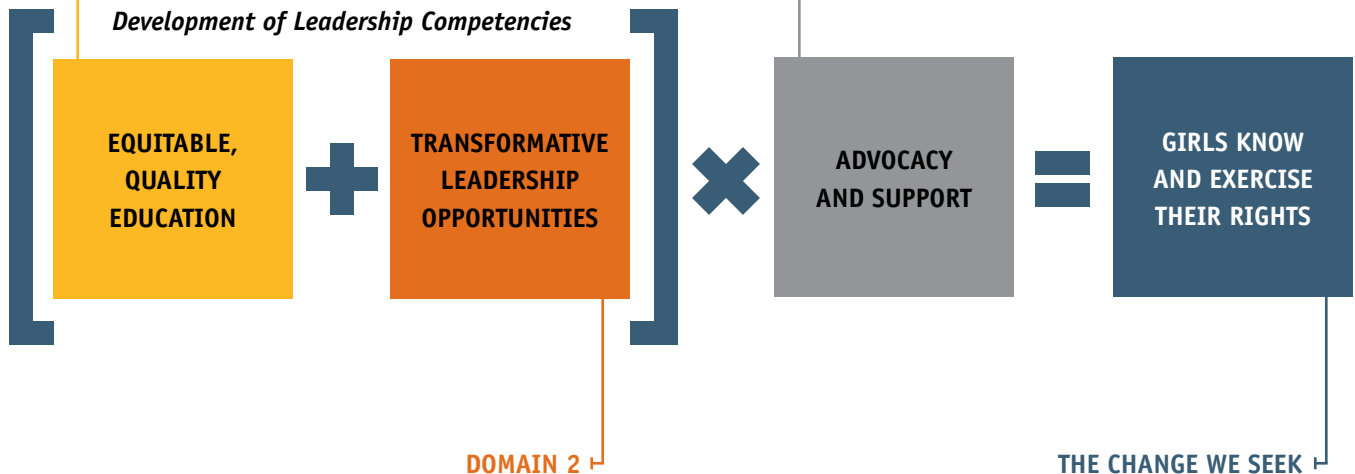 Development of Leadership Competencies
EQUITABLE,
QUALITY
EDUCATION
TRANSFORMATIVE
LEADERSHIP
OPPORTUNITIES
ADVOCACY
AND SUPPORT
GIRLS KNOW
AND EXERCISE
THEIR RIGHTS
DOMAIN 2
THE CHANGE WE SEEK